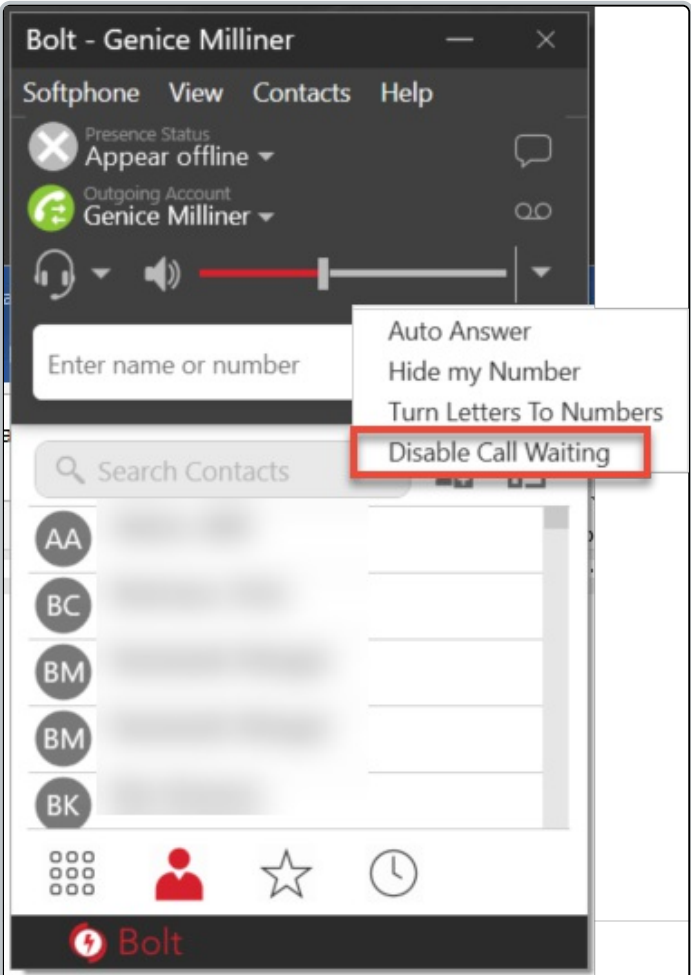 Bolt - Genice Milliner
Softphone View Contacts Help
Presence Status
Appear offline
Outgoing Account
Genice Milliner
Enter name or number
Auto Answer
Hide my Number
Turn Letters To Numbers
Disable Call Waiting
Search Contacts
AA
BC
BM
BM
BK
Bolt